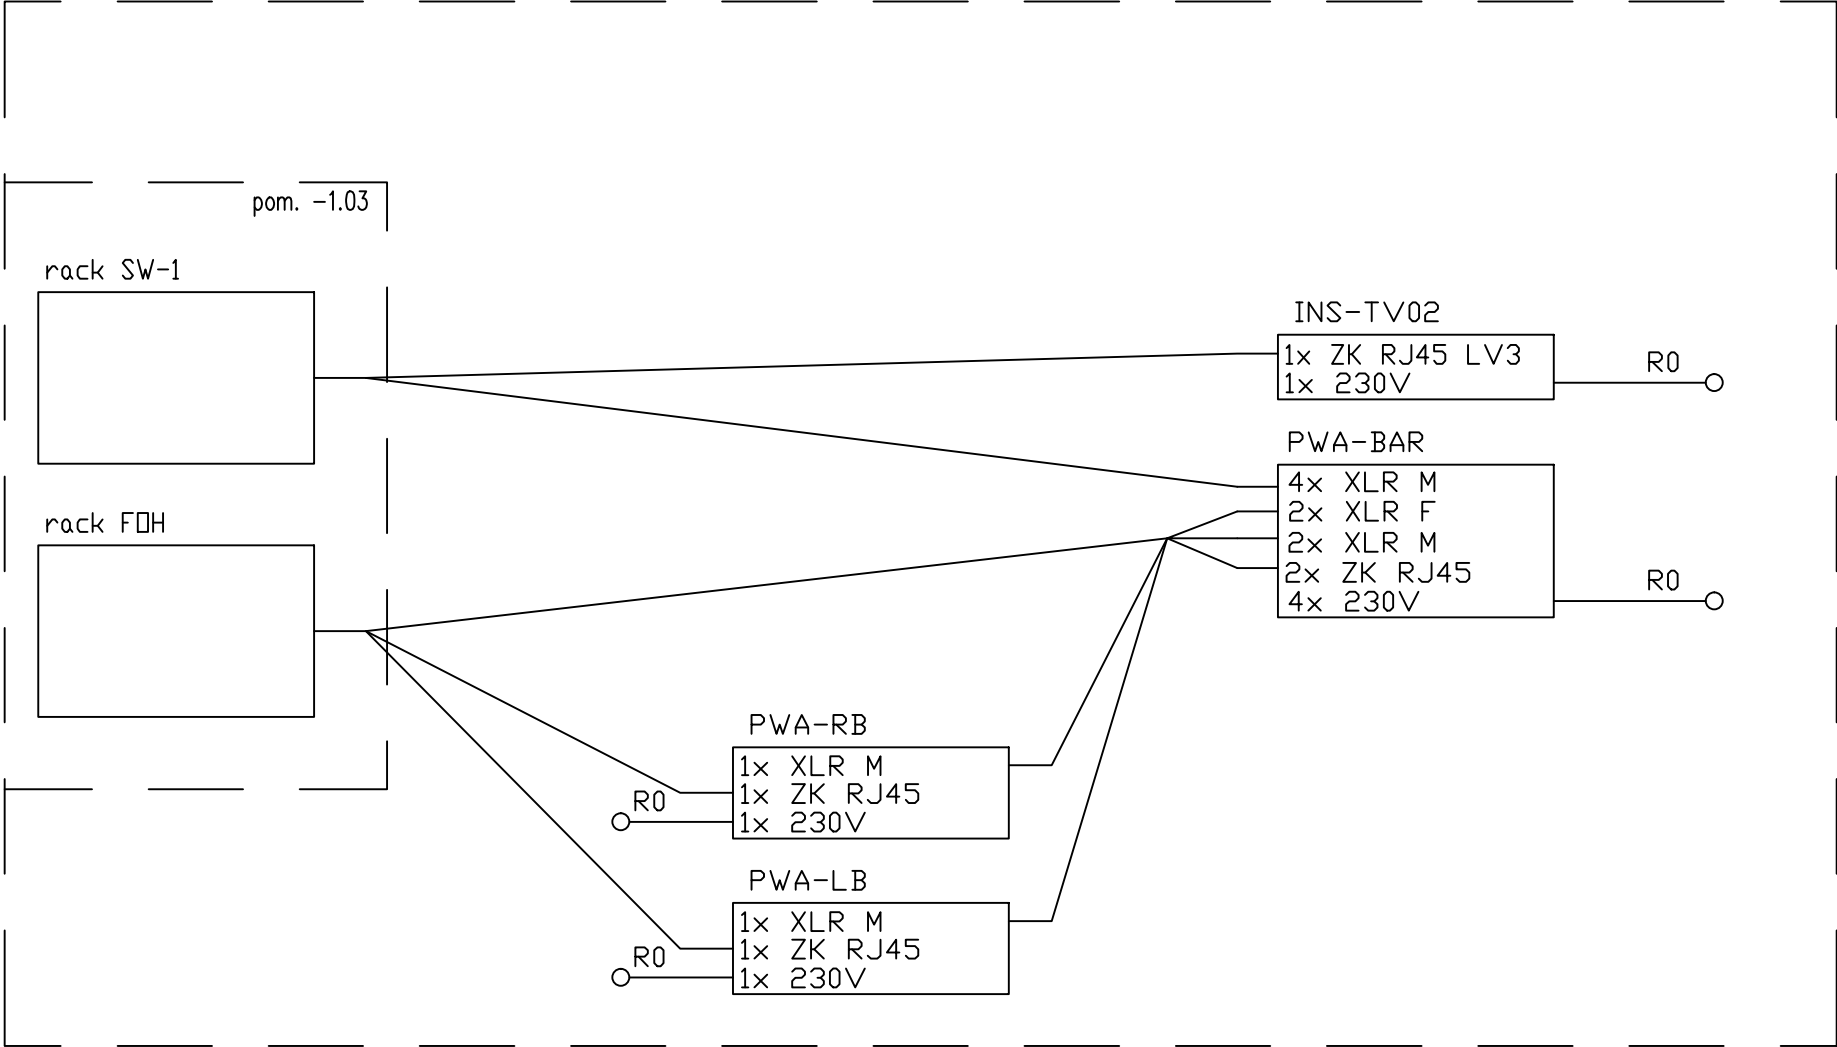 pom. -1.03
rack SW-1
INS-TV02
1x ZK RJ45 LV3
1x 230V
R0
PWA-BAR
4x XLR M
2x XLR F
2x XLR M
2x ZK RJ45
4x 230V
R0
rack FOH
PWA-RB
1x XLR M
1x ZK RJ45
1x 230V
R0
PWA-LB
1x XLR M
1x ZK RJ45
1x 230V
R0